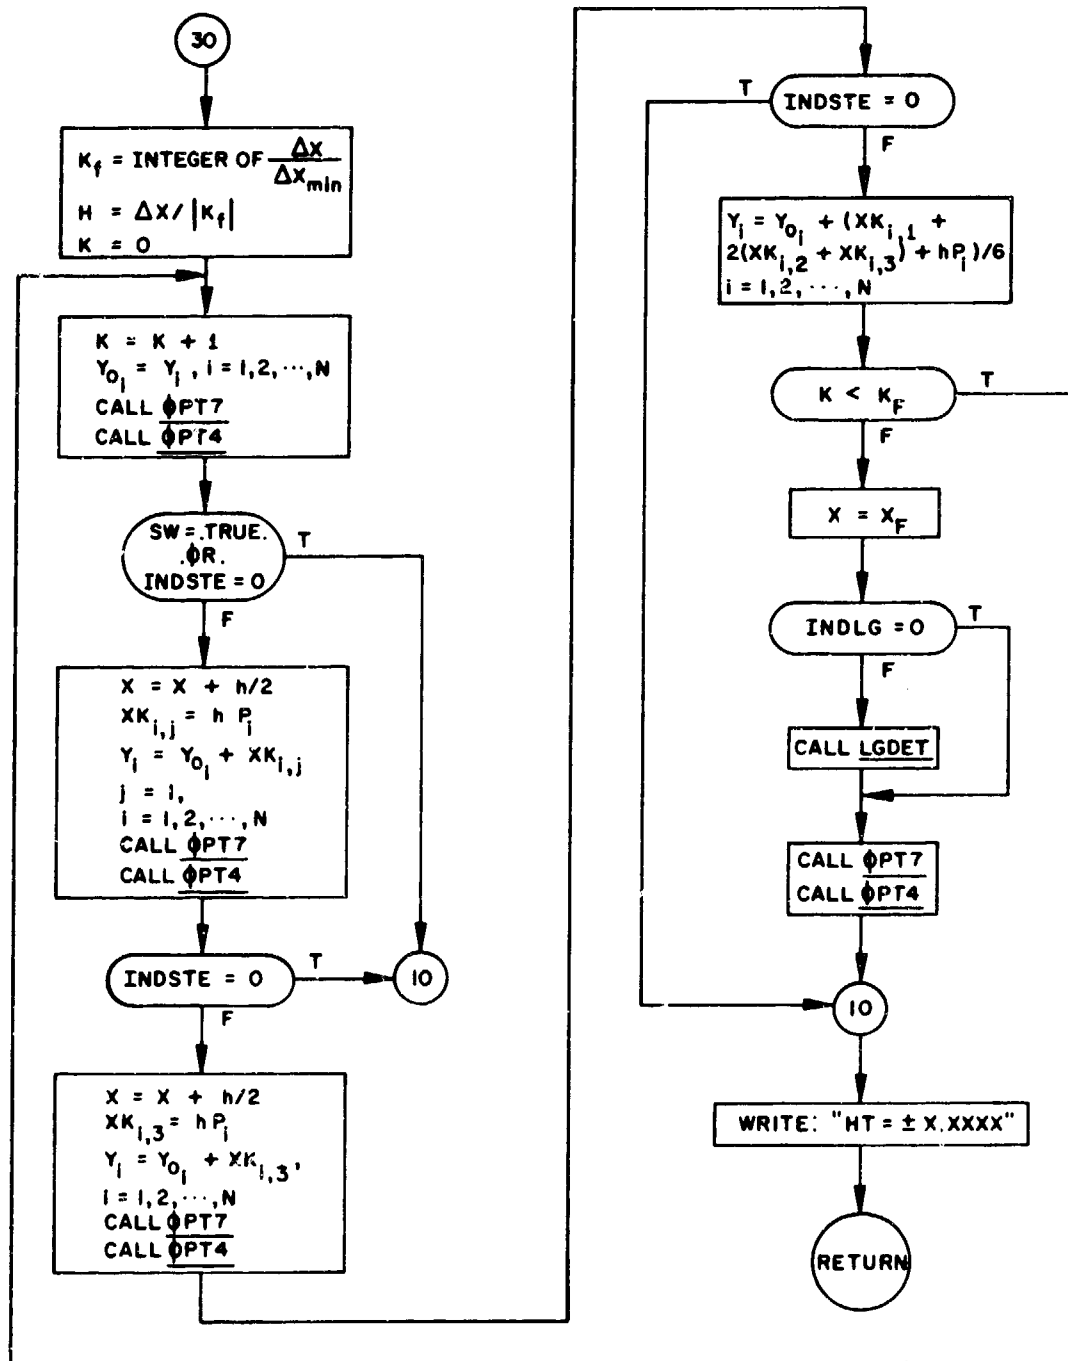 30
K_f = INTEGER OF ΔX / ΔX_min
H = ΔX / |K_f|
K = 0
K = K + 1
Y_0_i = Y_i , i = 1,2,···,N
CALL ϕPT7
CALL ϕPT4
SW = .TRUE.
.ϕR.
INDSTE = 0
T
F
X = X + h/2
XK_i,j = h P_i
Y_i = Y_0_i + XK_i,j
j = 1,
i = 1,2,···,N
CALL ϕPT7
CALL ϕPT4
INDSTE = 0
T
10
F
X = X + h/2
XK_i,3 = h P_i
Y_i = Y_0_i + XK_i,3,
i = 1,2,···,N
CALL ϕPT7
CALL ϕPT4
T
INDSTE = 0
F
Y_i = Y_0_i + (XK_i,1 +
2(XK_i,2 + XK_i,3) + hP_i)/6
i = 1,2,···,N
K < K_F
T
F
X = X_F
INDLG = 0
T
F
CALL LGDET
CALL ϕPT7
CALL ϕPT4
10
WRITE: "HT = ± X.XXXX"
RETURN